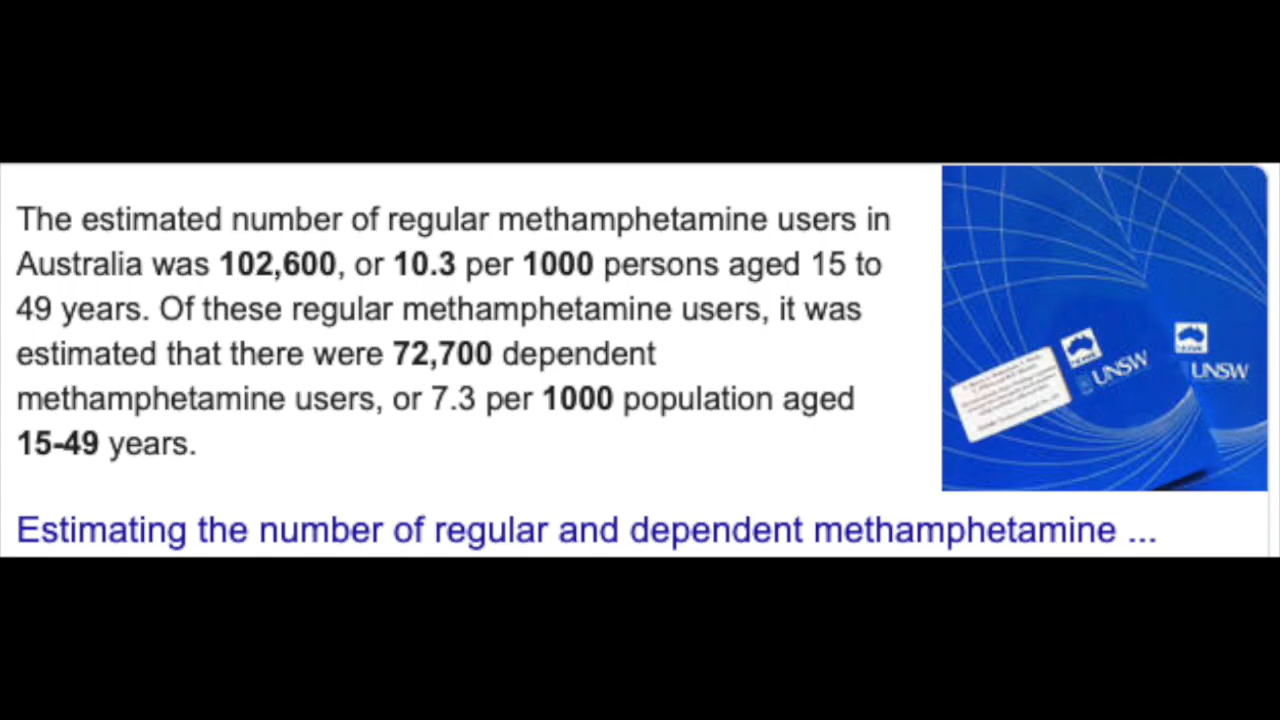 The estimated number of regular methamphetamine users in
Australia was 102,600, or 10.3 per 1000 persons aged 15 to
49 years. Of these regular methamphetamine users, it was
estimated that there were 72,700 dependent
methamphetamine users, or 7.3 per 1000 population aged
15-49 years.
UNSW
UNSW
Estimating the number of regular and dependent methamphetamine ...